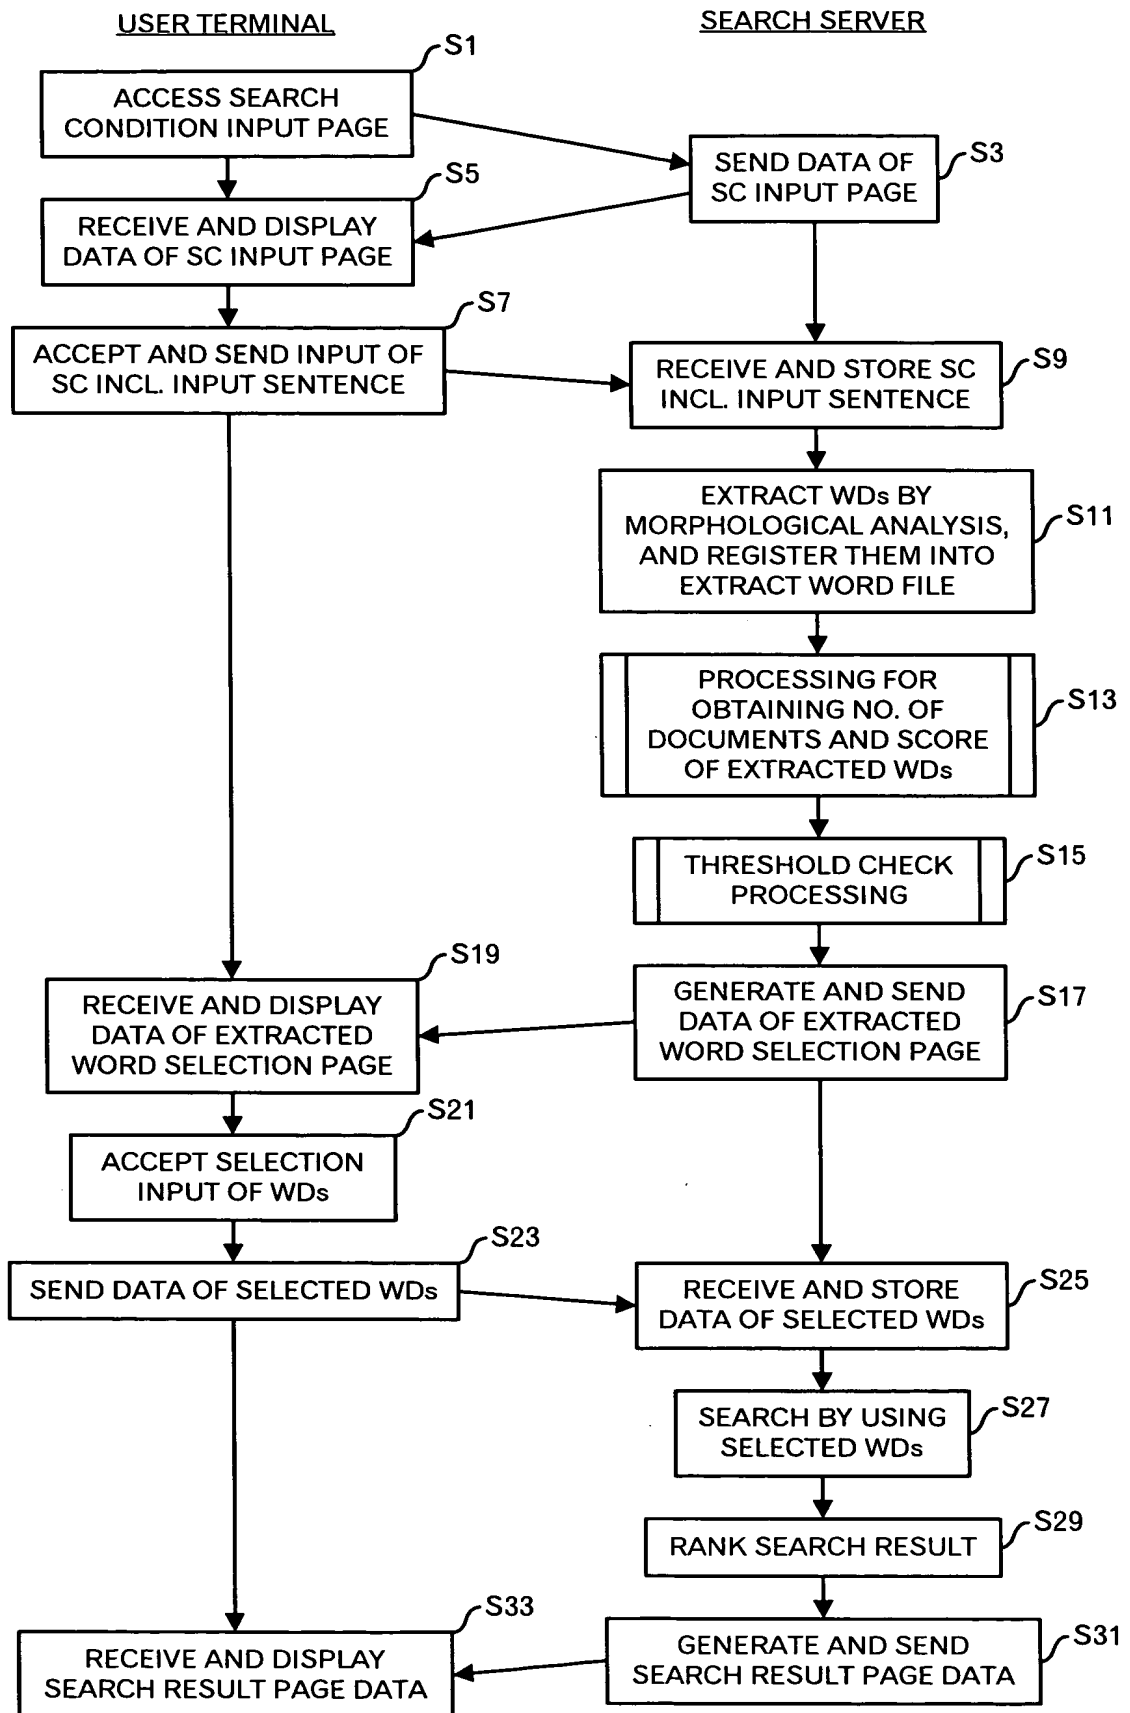 USER TERMINAL
SEARCH SERVER
S1
ACCESS SEARCH
CONDITION INPUT PAGE
S3
SEND DATA OF
SC INPUT PAGE
S5
RECEIVE AND DISPLAY
DATA OF SC INPUT PAGE
S7
ACCEPT AND SEND INPUT OF
SC INCL. INPUT SENTENCE
S9
RECEIVE AND STORE SC
INCL. INPUT SENTENCE
S11
EXTRACT WDs BY
MORPHOLOGICAL ANALYSIS,
AND REGISTER THEM INTO
EXTRACT WORD FILE
S13
PROCESSING FOR
OBTAINING NO. OF
DOCUMENTS AND SCORE
OF EXTRACTED WDs
S15
THRESHOLD CHECK
PROCESSING
S17
GENERATE AND SEND
DATA OF EXTRACTED
WORD SELECTION PAGE
S19
RECEIVE AND DISPLAY
DATA OF EXTRACTED
WORD SELECTION PAGE
S21
ACCEPT SELECTION
INPUT OF WDs
S23
SEND DATA OF SELECTED WDs
S25
RECEIVE AND STORE
DATA OF SELECTED WDs
S27
SEARCH BY USING
SELECTED WDs
S29
RANK SEARCH RESULT
S31
GENERATE AND SEND
SEARCH RESULT PAGE DATA
S33
RECEIVE AND DISPLAY
SEARCH RESULT PAGE DATA